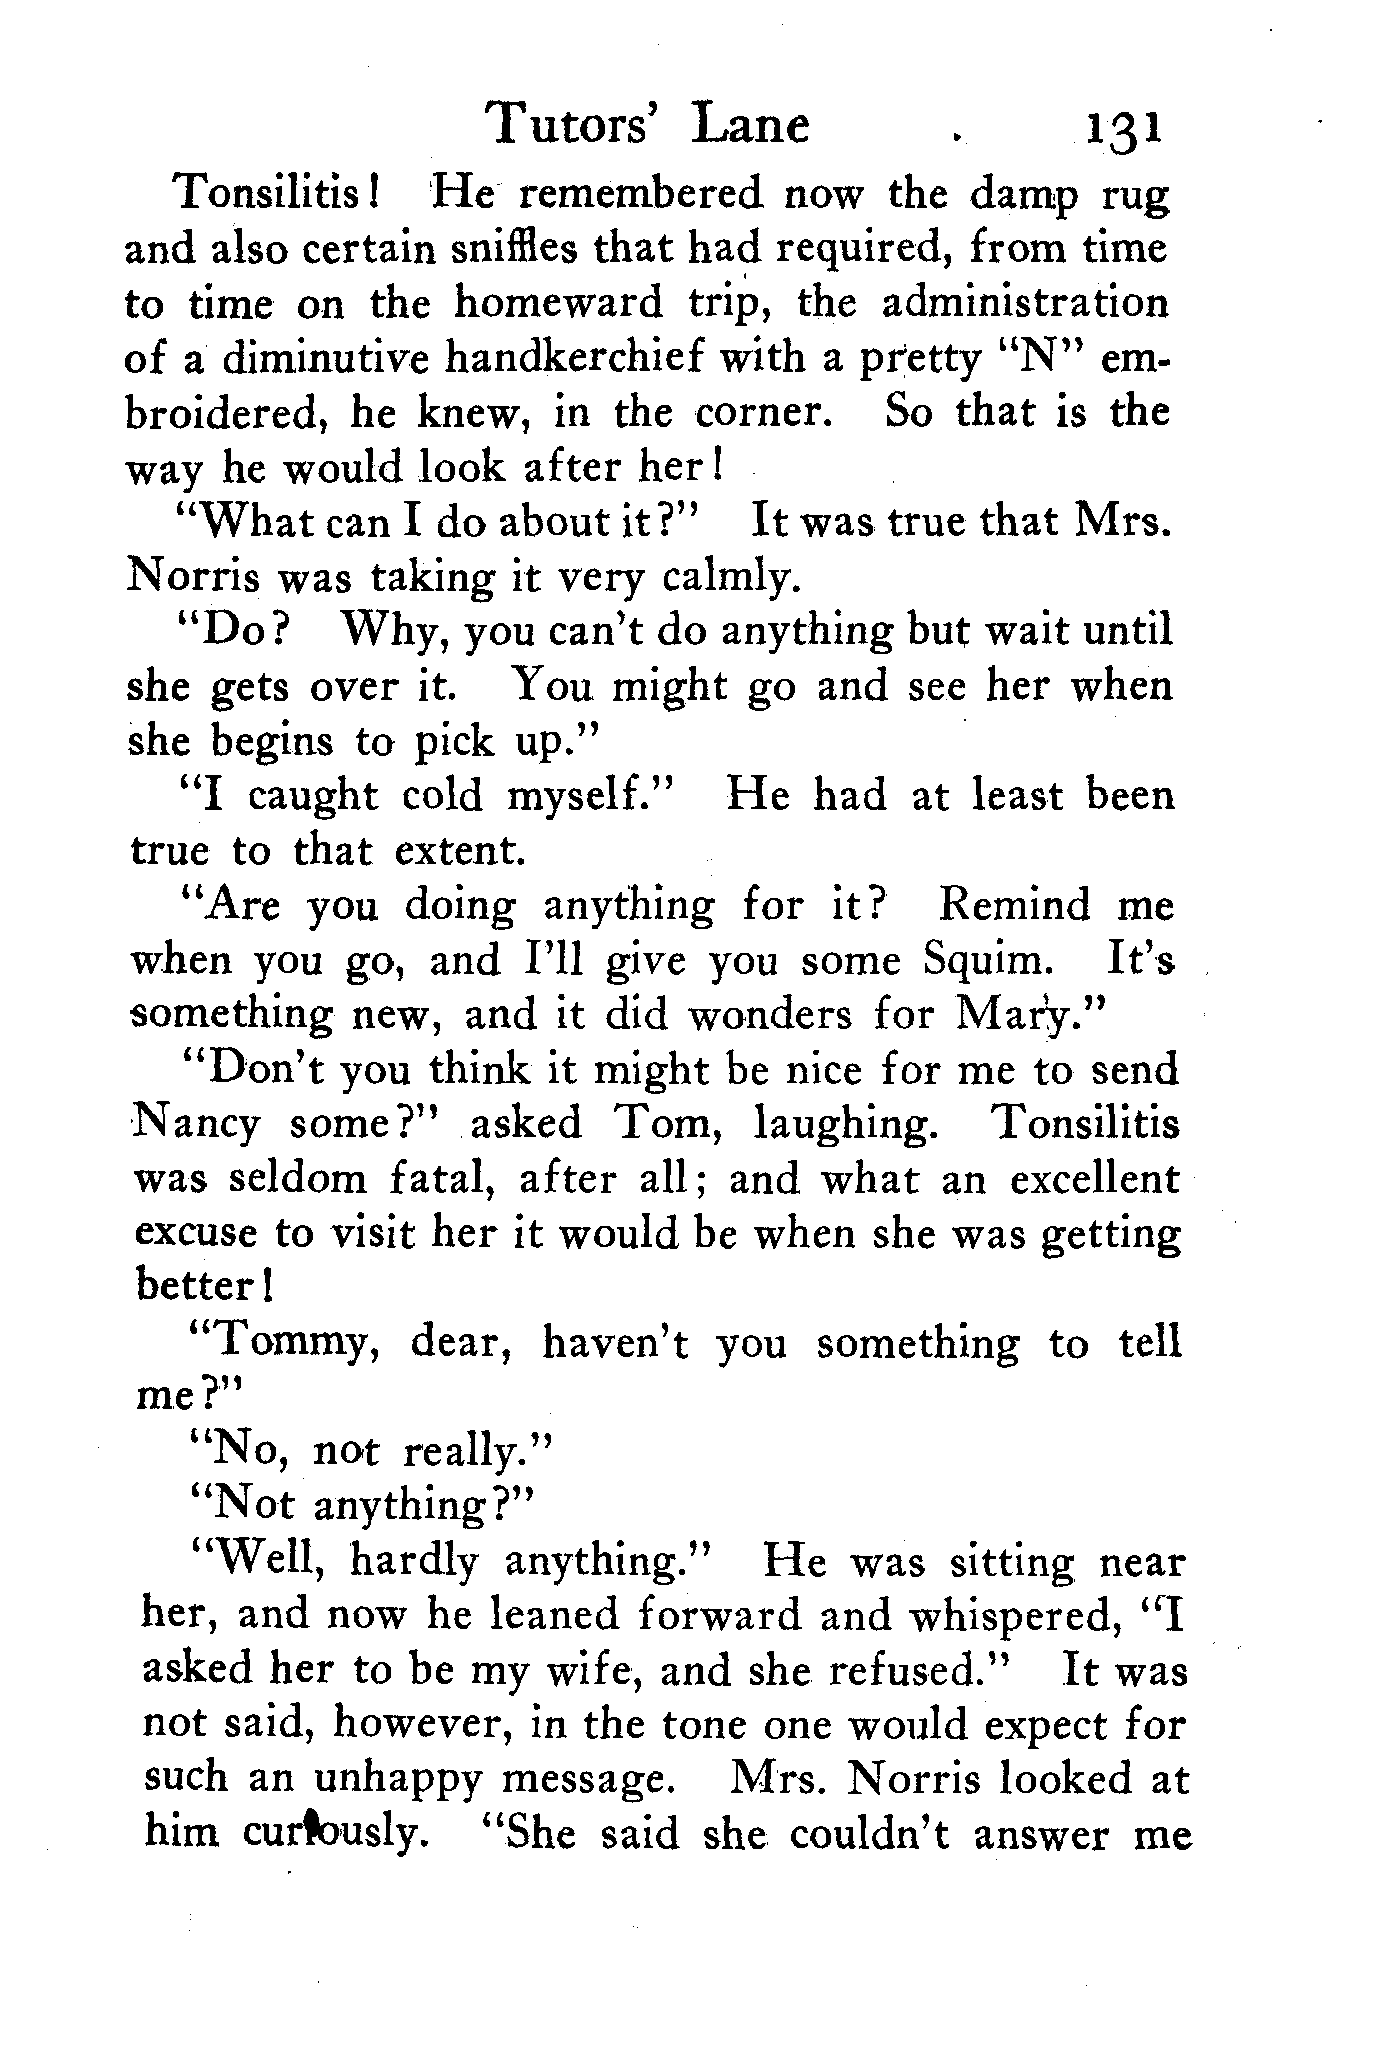 Tutors' Lane 131
Tonsilitis! He remembered now the damp rug
and also certain sniffles that had required, from time
to time on the homeward trip, the administration
of a diminutive handkerchief with a pretty "N" em-
broidered, he knew, in the corner. So that is the
way he would look after her!
"What can I do about it?" It was true that Mrs.
Norris was taking it very calmly.
"Do? Why, you can't do anything but wait until
she gets over it. You might go and see her when
she begins to pick up."
"I caught cold myself." He had at least been
true to that extent.
"Are you doing anything for it? Remind me
when you go, and I'll give you some Squim. It's
something new, and it did wonders for Mary."
"Don't you think it might be nice for me to send
Nancy some?" asked Tom, laughing. Tonsilitis
was seldom fatal, after all; and what an excellent
excuse to visit her it would be when she was getting
better!
"Tommy, dear, haven't you something to tell
me?"
"No, not really."
"Not anything?"
"Well, hardly anything." He was sitting near
her, and now he leaned forward and whispered, "I
asked her to be my wife, and she refused." It was
not said, however, in the tone one would expect for
such an unhappy message. Mrs. Norris looked at
him curiously. "She said she couldn't answer me